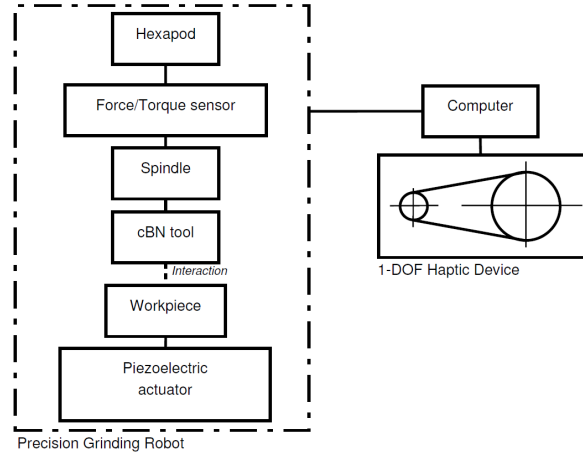 Hexapod
Force/Torque sensor
Spindle
cBN tool
Interaction
Workpiece
Piezoelectric
actuator
Precision Grinding Robot
Computer
1-DOF Haptic Device